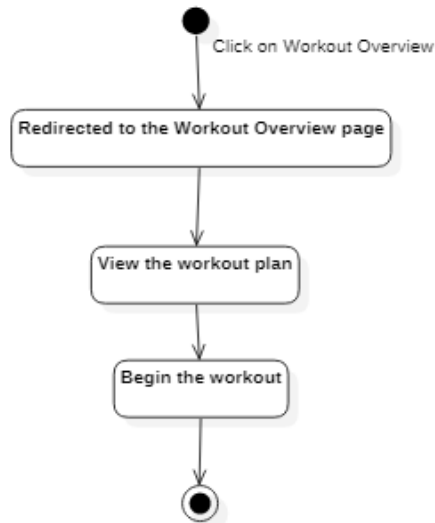 Click on Workout Overview
Redirected to the Workout Overview page
View the workout plan
Begin the workout